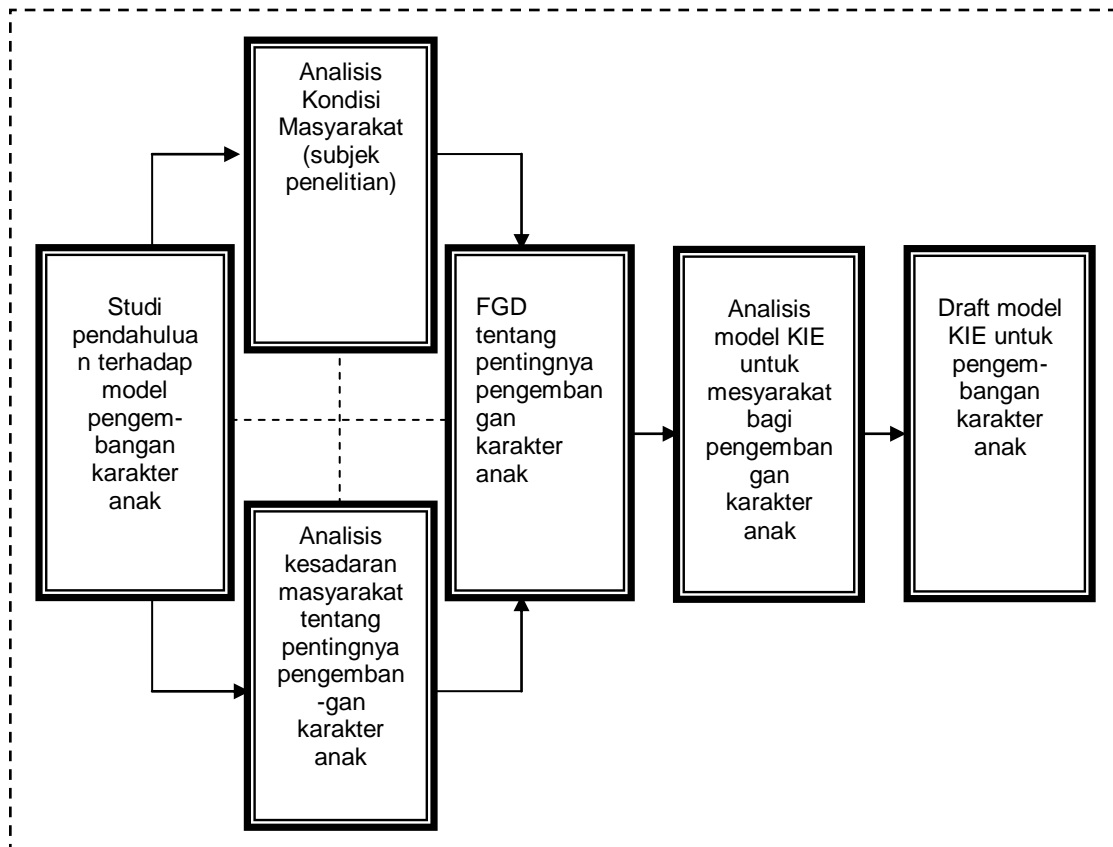 Studi
pendahulua
n terhadap
model
pengem-
bangan
karakter
anak
Analisis
Kondisi
Masyarakat
(subjek
penelitian)
Analisis
kesadaran
masyarakat
tentang
pentingnya
pengemban
-gan
karakter
anak
FGD
tentang
pentingnya
pengemban
gan
karakter
anak
Analisis
model KIE
untuk
mesyarakat
bagi
pengemban
gan
karakter
anak
Draft model
KIE untuk
pengem-
bangan
karakter
anak